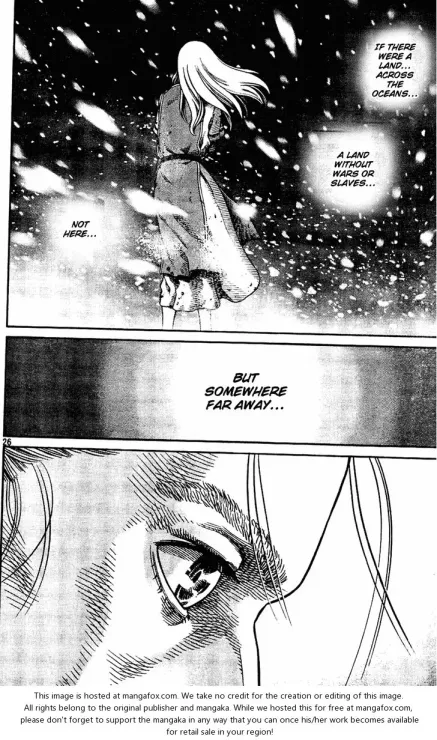 IF THERE
WERE A
LAND...
ACROSS
THE
OCEANS...
A LAND
WITHOUT
WARS OR
SLAVES...
NOT
HERE...
BUT
SOMEWHERE
FAR AWAY...
26
This image is hosted at mangafox.com. We take no credit for the creation or editing of this image.
All rights belong to the original publisher and mangaka. While we hosted this for free at mangafox.com,
please don't forget to support the mangaka in any way that you can once his/her work becomes available
for retail sale in your region!